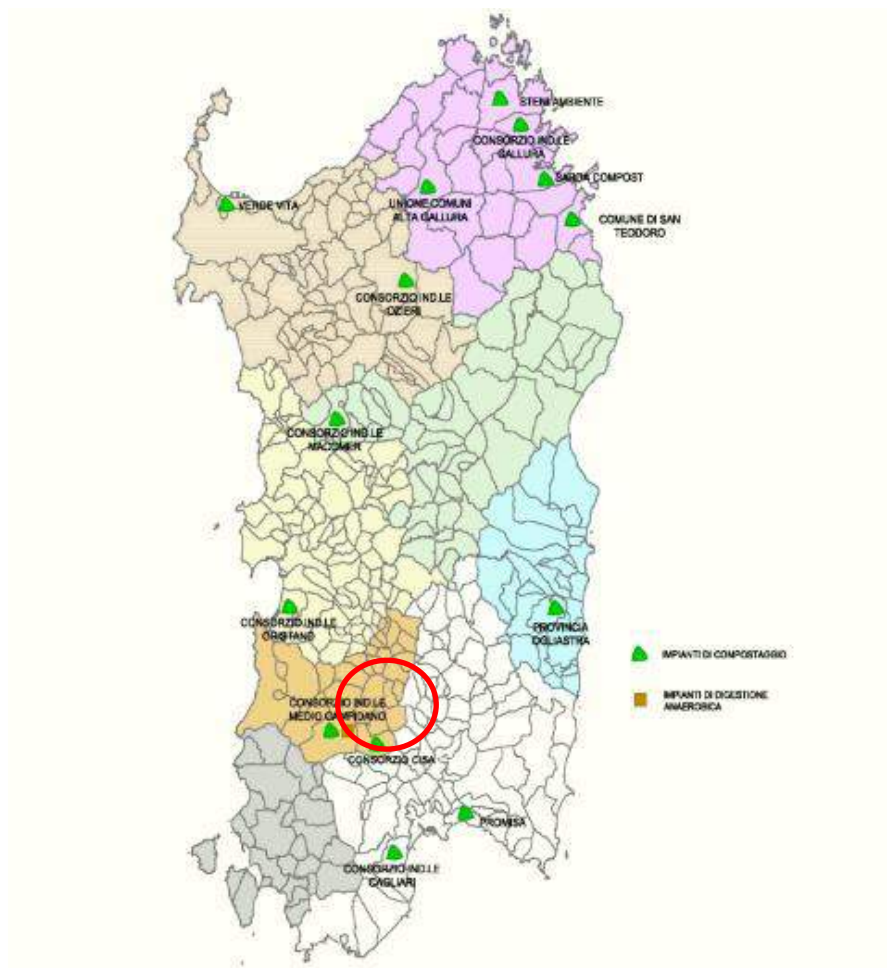 STENI AMBIENTE
CONSORZIO IND.LE
GALLURA
SARDA COMPOST
VERDE VITA
UNIONE COMUNI
ALTA GALLURA
COMUNE DI SAN
TEODORO
CONSORZIO IND.LE
OZIERI
CONSORZIO IND.LE
MACOMER
CONSORZIO IND.LE
ORISTANO
PROVINCIA
OGLIASTRA
IMPIANTI DI COMPOSTAGGIO
IMPIANTI DI DIGESTIONE
ANAEROBICA
CONSORZIO IND.LE
MEDIO CAMPIDANO
CONSORZIO CISA
PROMISA
CONSORZIO IND.LE
CAGLIARI